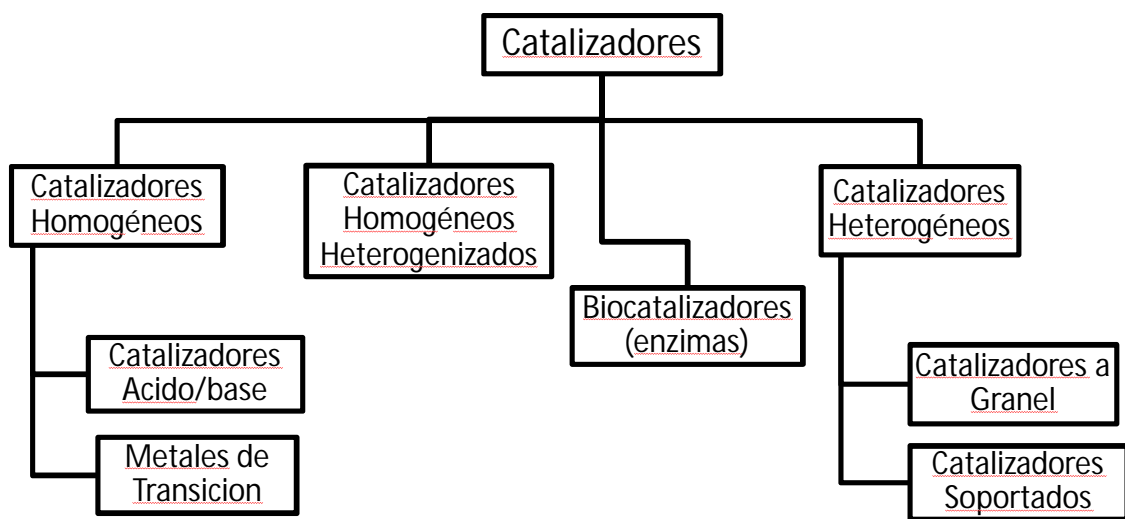 Catalizadores
Catalizadores
Homogéneos
Catalizadores
Homogéneos
Heterogenizados
Catalizadores
Heterogéneos
Biocatalizadores
(enzimas)
Catalizadores
Acido/base
Catalizadores a
Granel
Metales de
Transicion
Catalizadores
Soportados